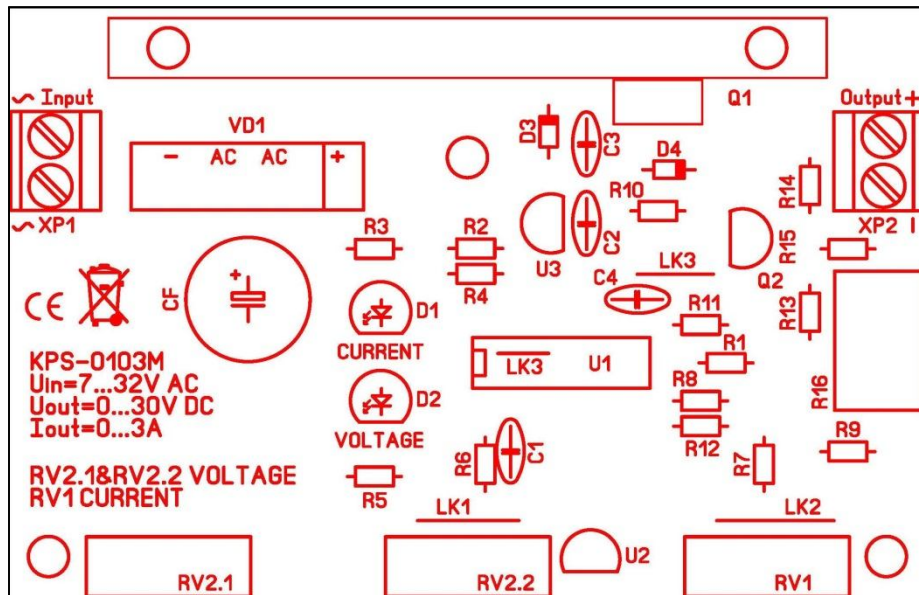 ∼ Input
Q1
Output +
VD1
- AC AC +
D3
C3
D4
R14
∼XP1
R10
XP2 −
R3
R2
C2
R15
U3
Q2
R4
C4
LK3
CF
+
CE
D1
R11
R13
CURRENT
KPS-0103M
Uin=7...32V AC
Uout=0...30V DC
Iout=0...3A
LK3
U1
R1
R8
R16
D2
VOLTAGE
R12
R6
C1
R7
R9
RV2.1&RV2.2 VOLTAGE
RV1 CURRENT
R5
LK1
LK2
RV2.1
RV2.2
U2
RV1